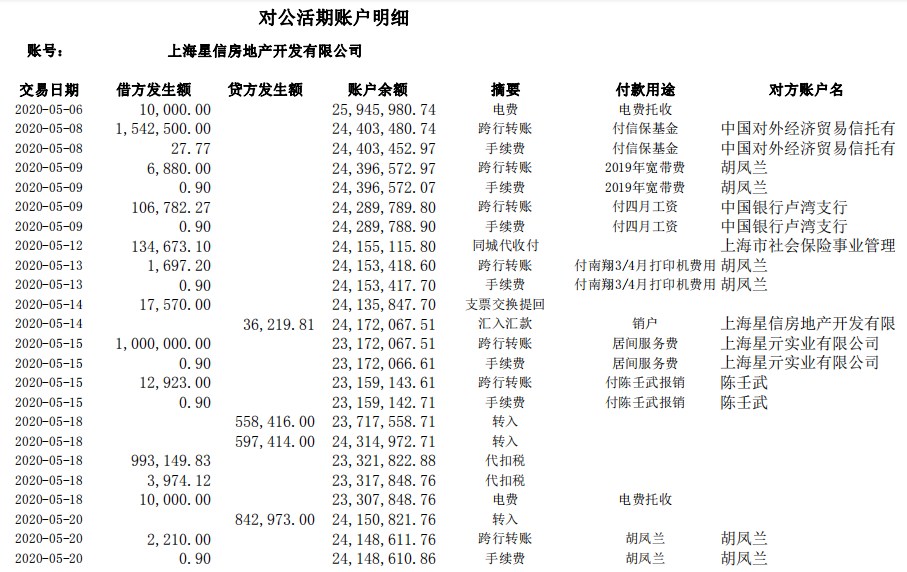 对公活期账户明细
账号： 上海星信房地产开发有限公司
交易日期 借方发生额 贷方发生额 账户余额 摘要 付款用途 对方账户名
2020-05-06 10,000.00 25,945,980.74 电费 电费托收
2020-05-08 1,542,500.00 24,403,480.74 跨行转账 付信保基金 中国对外经济贸易信托有
2020-05-08 27.77 24,403,452.97 手续费 付信保基金 中国对外经济贸易信托有
2020-05-09 6,880.00 24,396,572.97 跨行转账 2019年宽带费 胡凤兰
2020-05-09 0.90 24,396,572.07 手续费 2019年宽带费 胡凤兰
2020-05-09 106,782.27 24,289,789.80 跨行转账 付四月工资 中国银行卢湾支行
2020-05-09 0.90 24,289,788.90 手续费 付四月工资 中国银行卢湾支行
2020-05-12 134,673.10 24,155,115.80 同城代收付 上海市社会保险事业管理
2020-05-13 1,697.20 24,153,418.60 跨行转账 付南翔3/4月打印机费用 胡凤兰
2020-05-13 0.90 24,153,417.70 手续费 付南翔3/4月打印机费用 胡凤兰
2020-05-14 17,570.00 24,135,847.70 支票交换提回
2020-05-14 36,219.81 24,172,067.51 汇入汇款 销户 上海星信房地产开发有限
2020-05-15 1,000,000.00 23,172,067.51 跨行转账 居间服务费 上海星亓实业有限公司
2020-05-15 0.90 23,172,066.61 手续费 居间服务费 上海星亓实业有限公司
2020-05-15 12,923.00 23,159,143.61 跨行转账 付陈壬武报销 陈壬武
2020-05-15 0.90 23,159,142.71 手续费 付陈壬武报销 陈壬武
2020-05-18 558,416.00 23,717,558.71 转入
2020-05-18 597,414.00 24,314,972.71 转入
2020-05-18 993,149.83 23,321,822.88 代扣税
2020-05-18 3,974.12 23,317,848.76 代扣税
2020-05-18 10,000.00 23,307,848.76 电费 电费托收
2020-05-20 842,973.00 24,150,821.76 转入
2020-05-20 2,210.00 24,148,611.76 跨行转账 胡凤兰 胡凤兰
2020-05-20 0.90 24,148,610.86 手续费 胡凤兰 胡凤兰